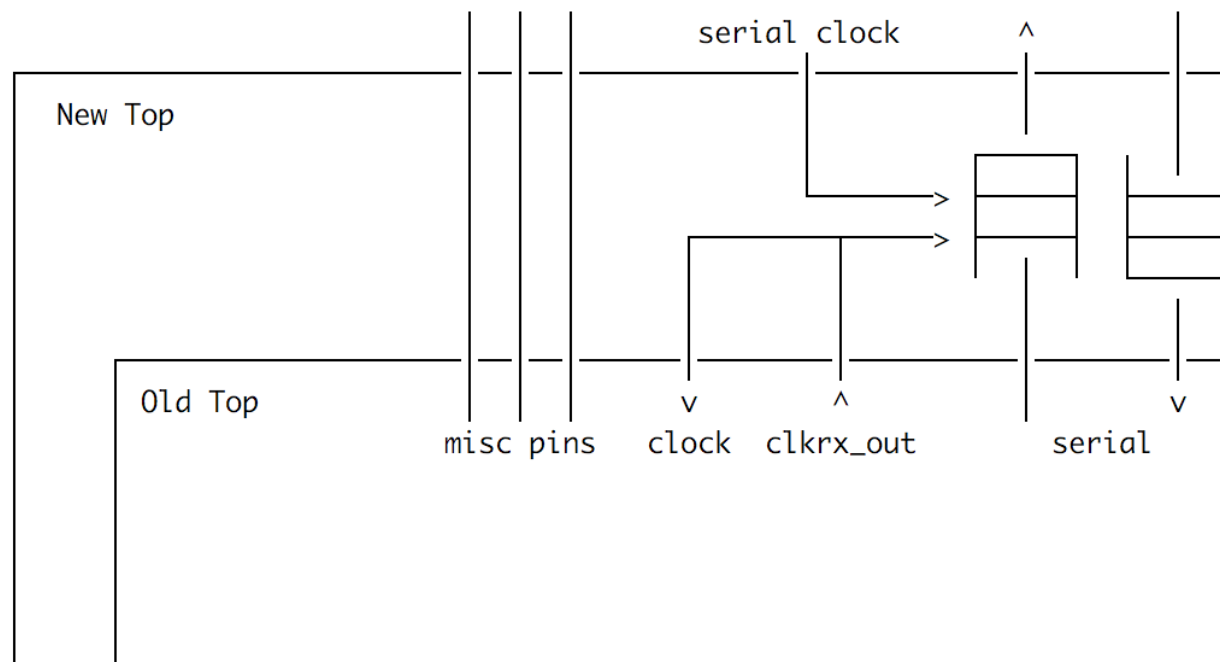 serial clock ^
New Top
>
>
Old Top
v ^ v
misc pins clock clkrx_out serial